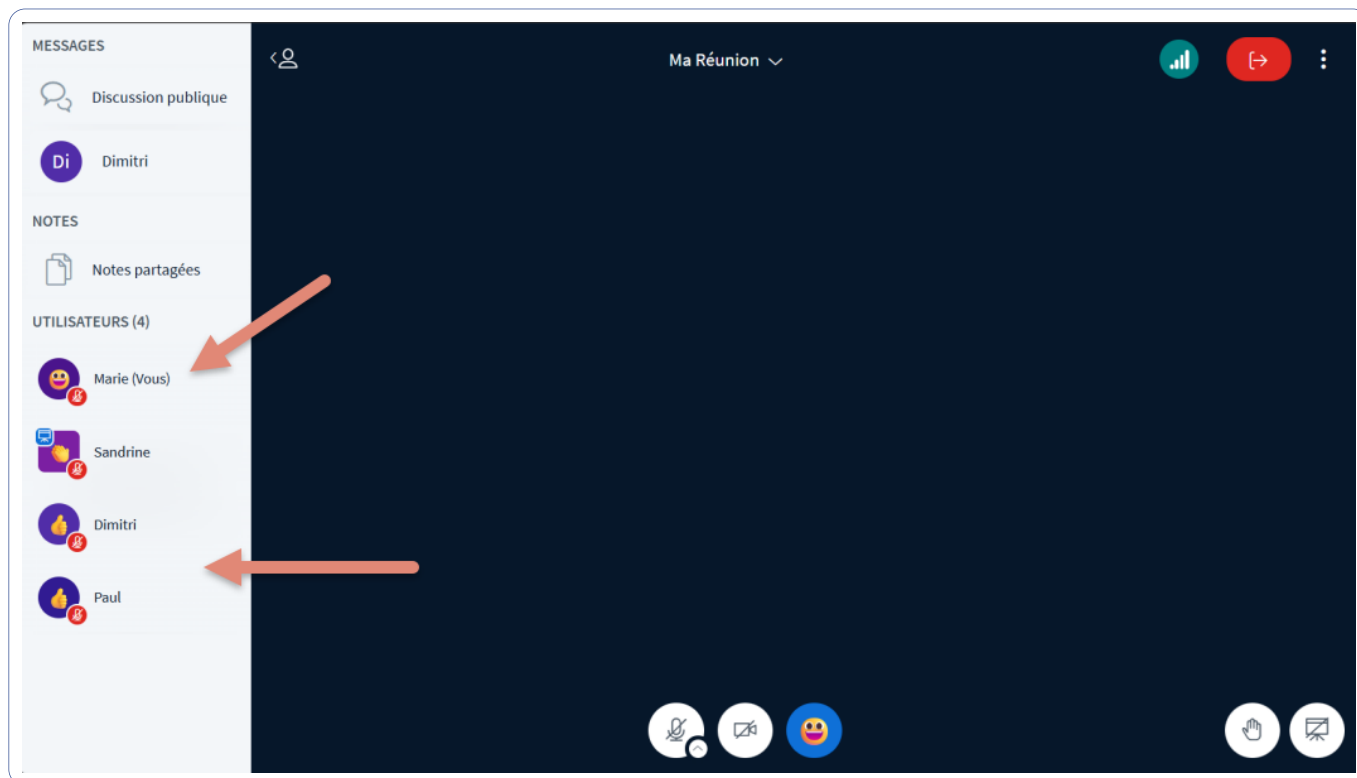 MESSAGES
Discussion publique
Di Dimitri
NOTES
Notes partagées
UTILISATEURS (4)
Marie (Vous)
Sandrine
Dimitri
Paul
Ma Réunion